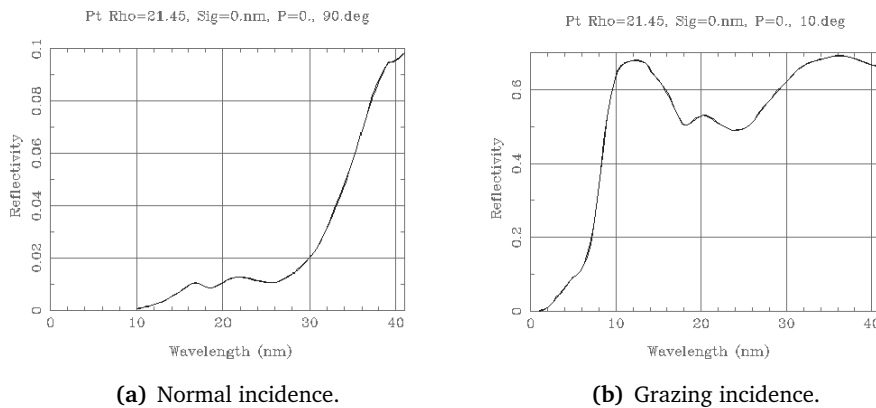 Pt Rho=21.45, Sig=0.nm, P=0., 90.deg
0.1
0.08
0.06
0.04
0.02
0
Reflectivity
0 10 20 30 40
Wavelength (nm)
(a) Normal incidence.
Pt Rho=21.45, Sig=0.nm, P=0., 10.deg
0.6
0.4
0.2
0
Reflectivity
0 10 20 30 40
Wavelength (nm)
(b) Grazing incidence.